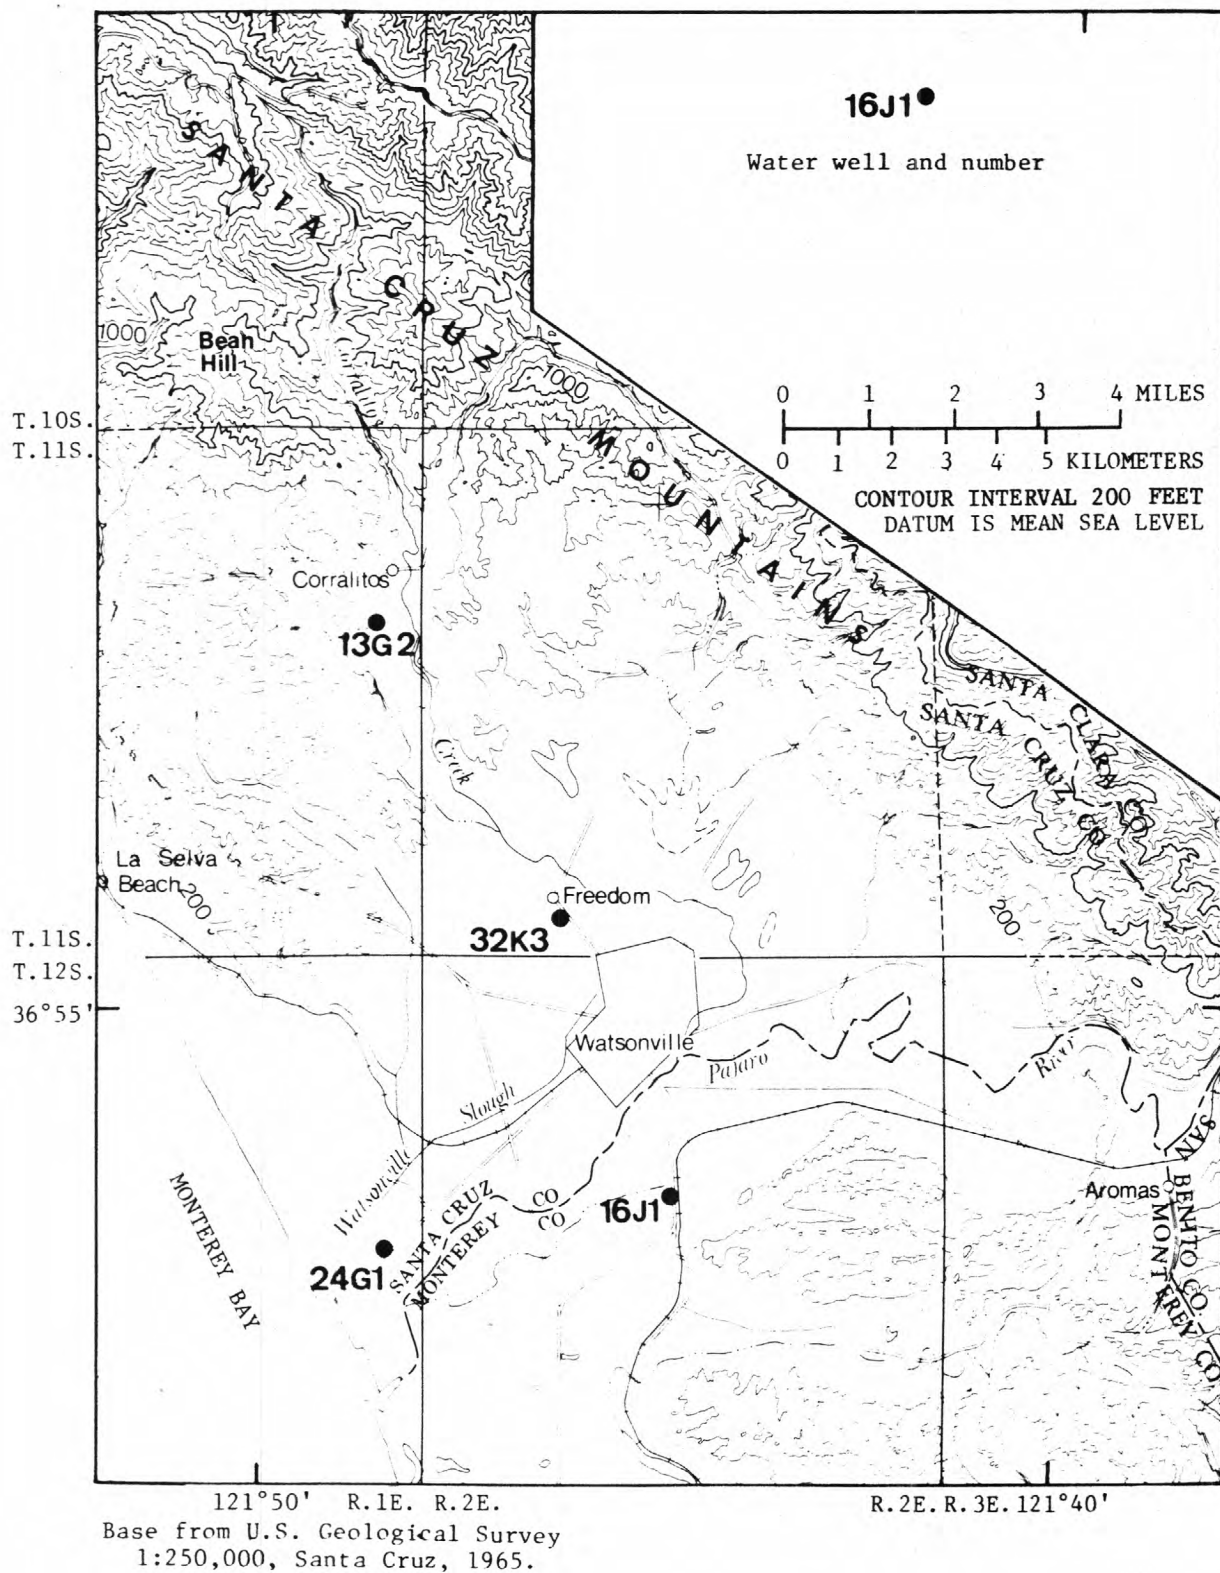 16J1
Water well and number
SANTA CRUZ MOUNTAINS
1000
Beah
Hill
1000
0 1 2 3 4 MILES
T.10S.
T.11S.
0 1 2 3 4 5 KILOMETERS
CONTOUR INTERVAL 200 FEET
DATUM IS MEAN SEA LEVEL
Corralitos
13G2
SANTA CLARA CO
SANTA CRUZ CO
Creek
La Selva
Beach
200
Freedom
200
32K3
T.11S.
T.12S.
36°55'
Watsonville
Pajaro
River
Watsonville Slough
SANTA CRUZ CO
MONTEREY CO
16J1
Aromas
SAN BENITO CO.
MONTEREY CO.
MONTEREY BAY
24G1
121°50' R.1E. R.2E. R.2E. R.3E. 121°40'
Base from U.S. Geological Survey
1:250,000, Santa Cruz, 1965.